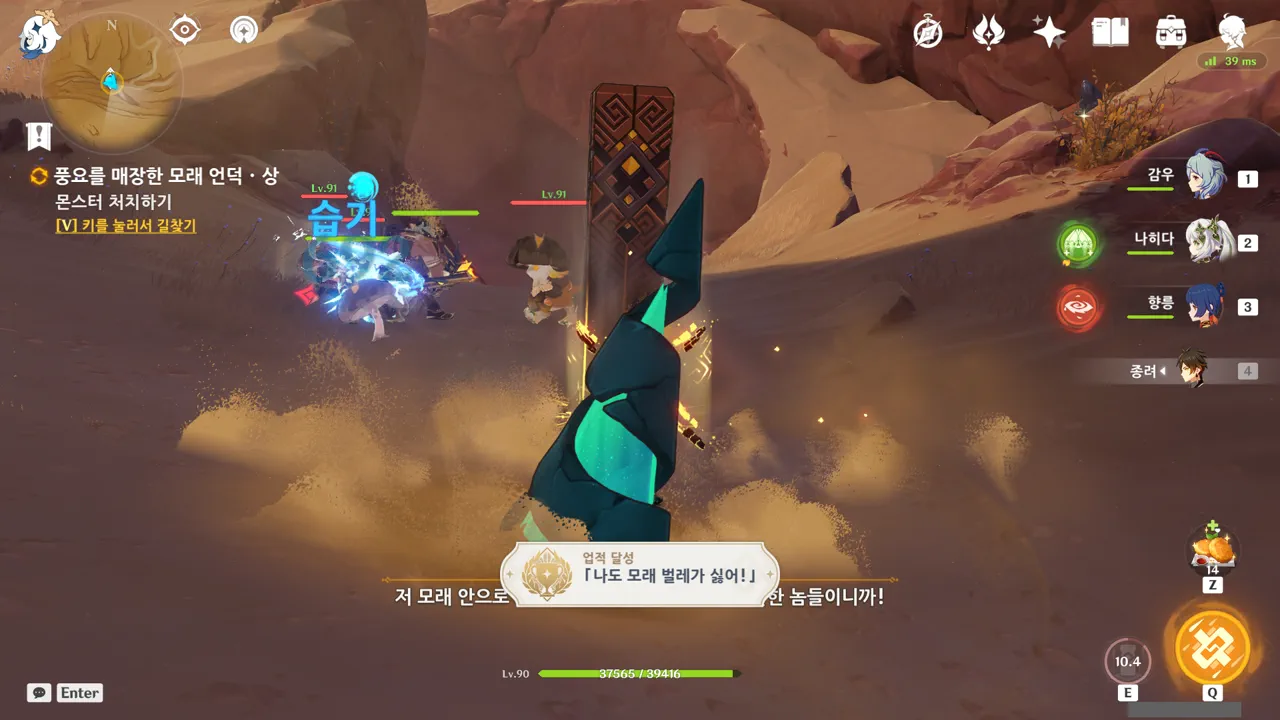 N
39 ms
풍요를 매장한 모래 언덕 · 상
몬스터 처치하기
[V] 키를 눌러서 길찾기
Lv.91
습기
Lv.91
감우
1
나히다
2
향릉
3
종려
4
업적 달성
「나도 모래 벌레가 싫어!」
저 모래 안으로
한 놈들이니까!
14
Z
10.4
E
Q
Lv.90
37565 / 39416
Enter